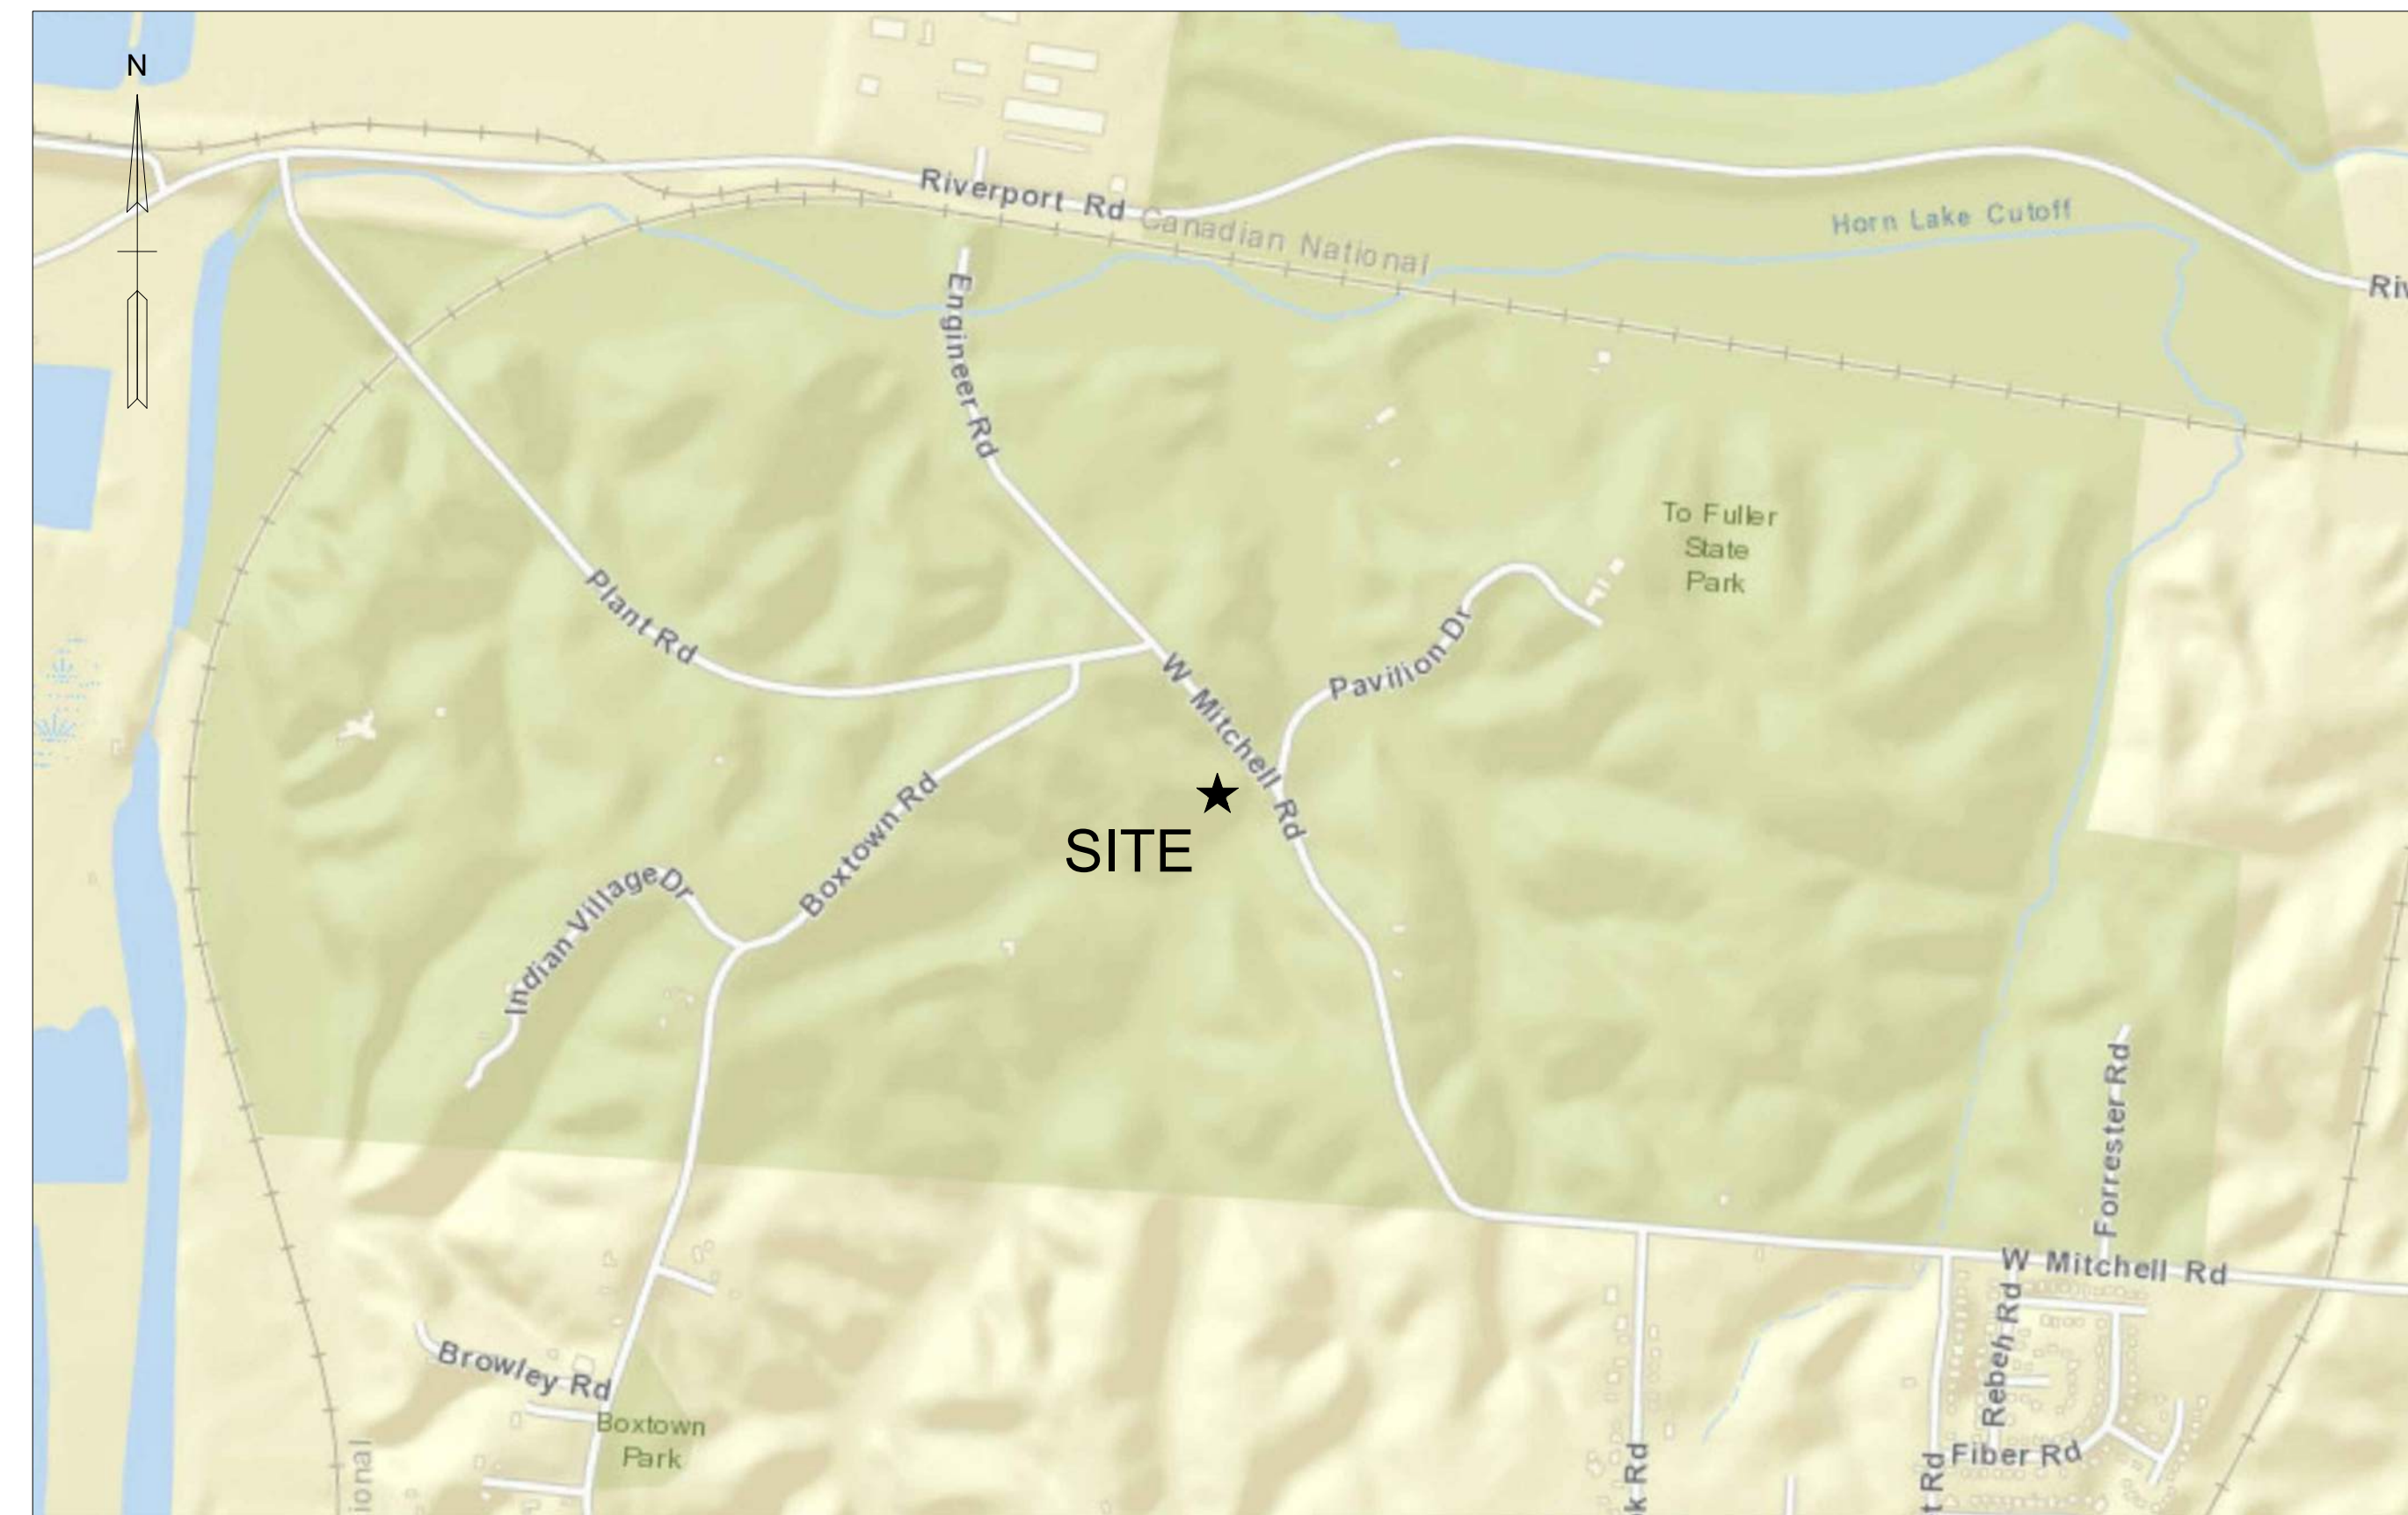 N
Riverport Rd
Canadian National
Horn Lake Cutoff
Riv
Engineer Rd
To Fuller
State
Park
Plant Rd
W Mitchell Rd
Pavilion Dr
Boxtown Rd
SITE
Indian Village Dr
Forrester Rd
W Mitchell Rd
Rebeh Rd
Browley Rd
Boxtown
Park
Fiber Rd
ional
k Rd
t Rd